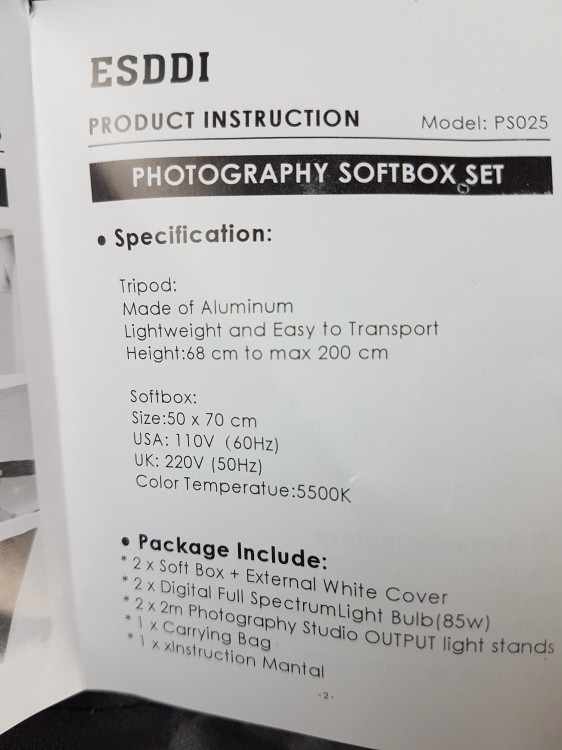 ESDDI
PRODUCT INSTRUCTION Model: PS025
PHOTOGRAPHY SOFTBOX SET
• Specification:
Tripod:
Made of Aluminum
Lightweight and Easy to Transport
Height:68 cm to max 200 cm
Softbox:
Size:50 x 70 cm
USA: 110V (60Hz)
UK: 220V (50Hz)
Color Temperatue:5500K
• Package Include:
* 2 x Soft Box + External White Cover
* 2 x Digital Full SpectrumLight Bulb(85w)
* 2 x 2m Photography Studio OUTPUT light stands
* 1 x Carrying Bag
* 1 x xInstruction Mantal
-2-